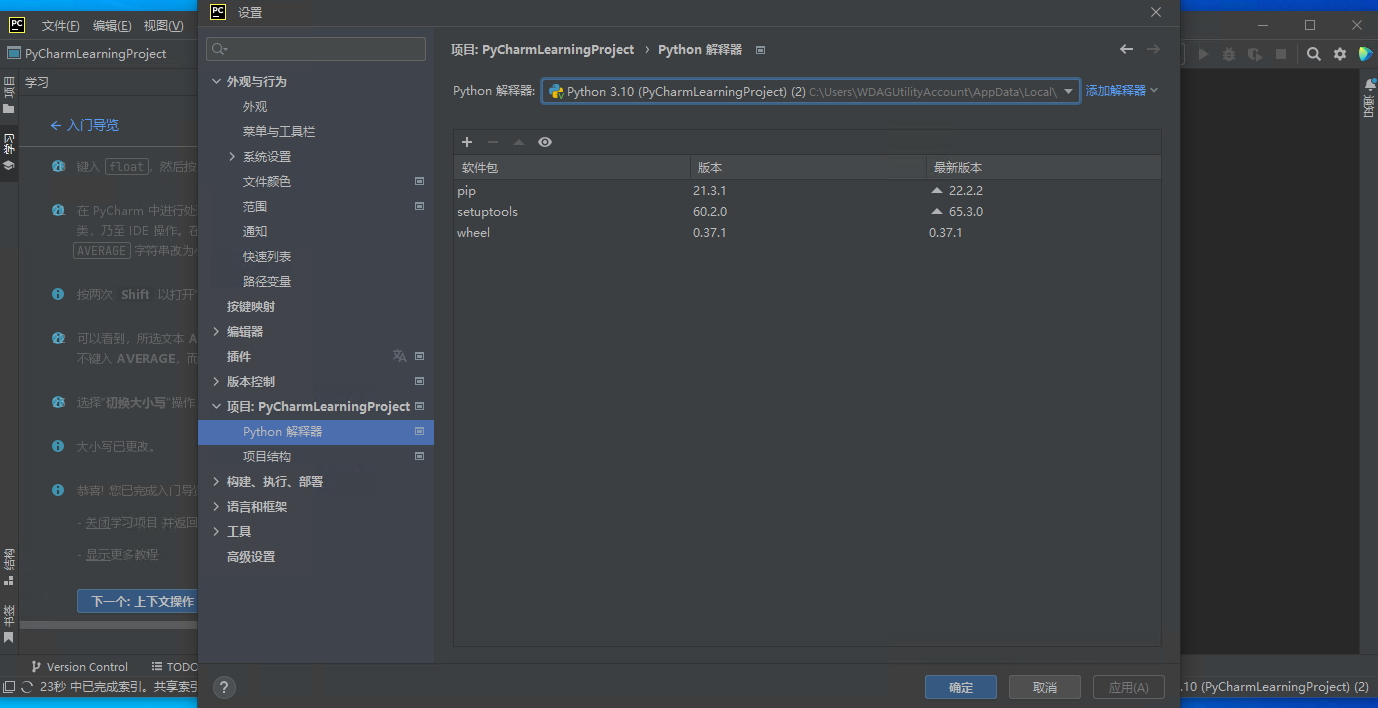 PC 设置
PC 文件(F) 编辑(E) 视图(V)
PyCharmLearningProject
项目
学习
结构
书签
通知
学习
入门导览
键入 float，然后按
在 PyCharm 中进行处
类，乃至 IDE 操作。在
AVERAGE 字符串改为小
按两次 Shift 以打开"
可以看到，所选文本 A
不键入 AVERAGE，而
选择"切换大小写"操作
大小写已更改。
恭喜! 您已完成入门导览
- 关闭学习项目 并返回
- 显示更多教程
下一个: 上下文操作
Version Control TODO
23秒 中已完成索引。共享索引
外观与行为
外观
菜单与工具栏
系统设置
文件颜色
范围
通知
快速列表
路径变量
按键映射
编辑器
插件
版本控制
项目: PyCharmLearningProject
Python 解释器
项目结构
构建、执行、部署
语言和框架
工具
高级设置
项目: PyCharmLearningProject › Python 解释器
Python 解释器: Python 3.10 (PyCharmLearningProject) (2) C:\Users\WDAGUtilityAccount\AppData\Local\ 添加解释器
软件包 版本 最新版本
pip 21.3.1 22.2.2
setuptools 60.2.0 65.3.0
wheel 0.37.1 0.37.1
?
确定 取消 应用(A)
.10 (PyCharmLearningProject) (2)